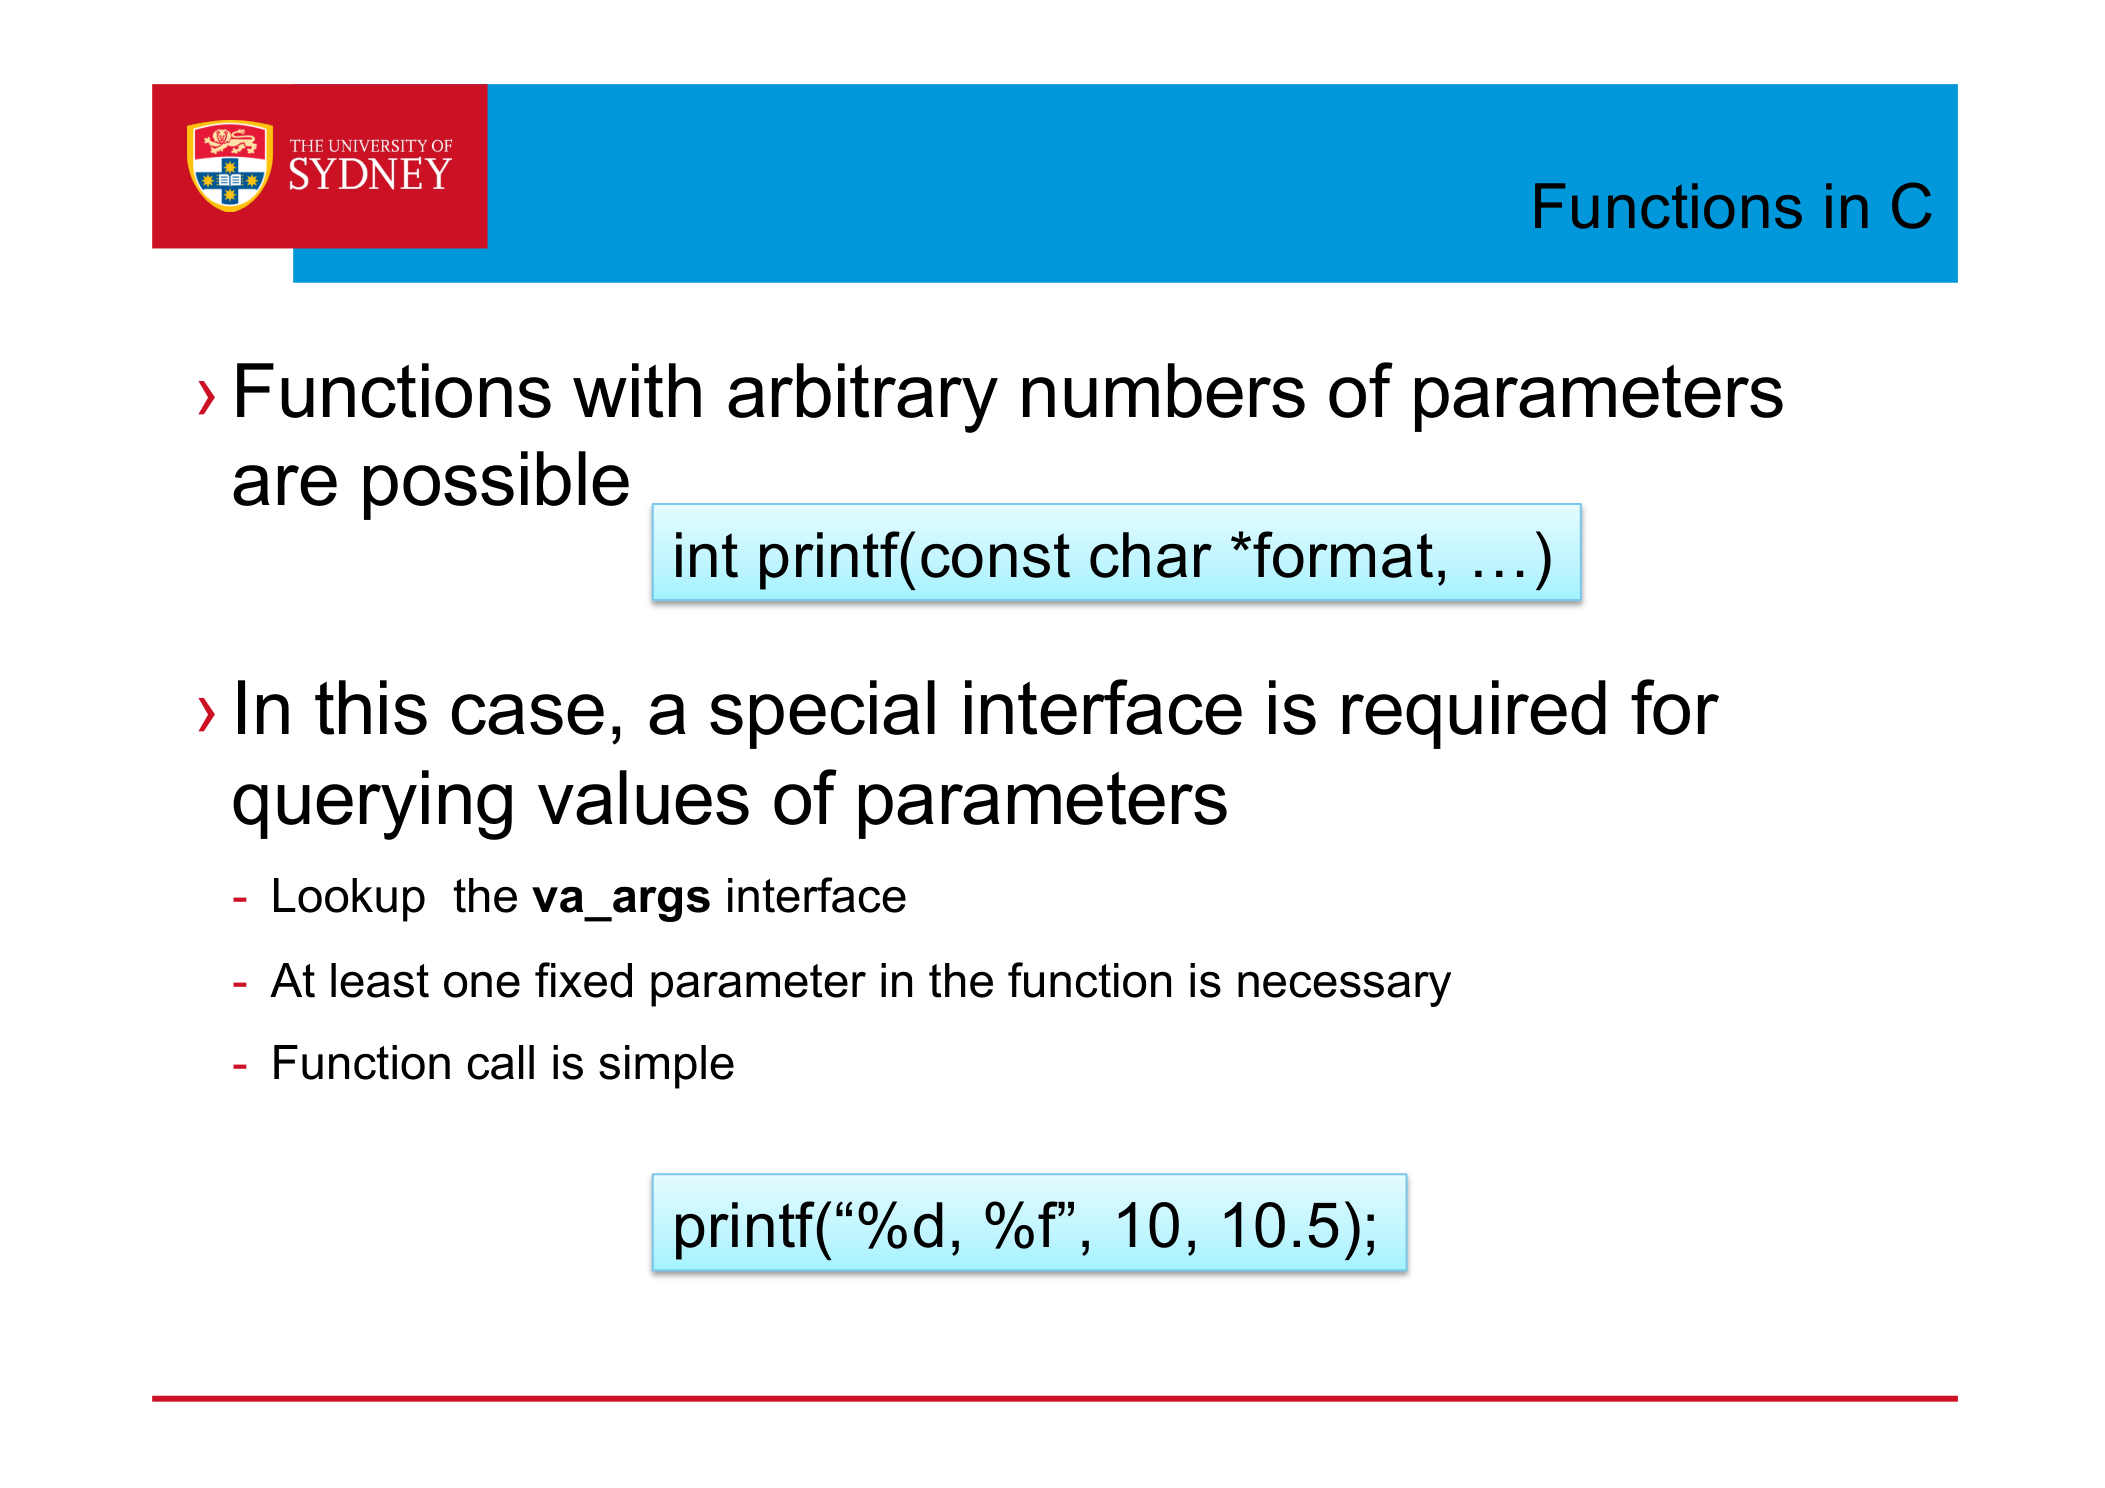 THE UNIVERSITY OF
SYDNEY
Functions in C
› Functions with arbitrary numbers of parameters
are possible
int printf(const char *format, …)
› In this case, a special interface is required for
querying values of parameters
- Lookup  the va_args interface
- At least one fixed parameter in the function is necessary
- Function call is simple
printf(“%d, %f”, 10, 10.5);